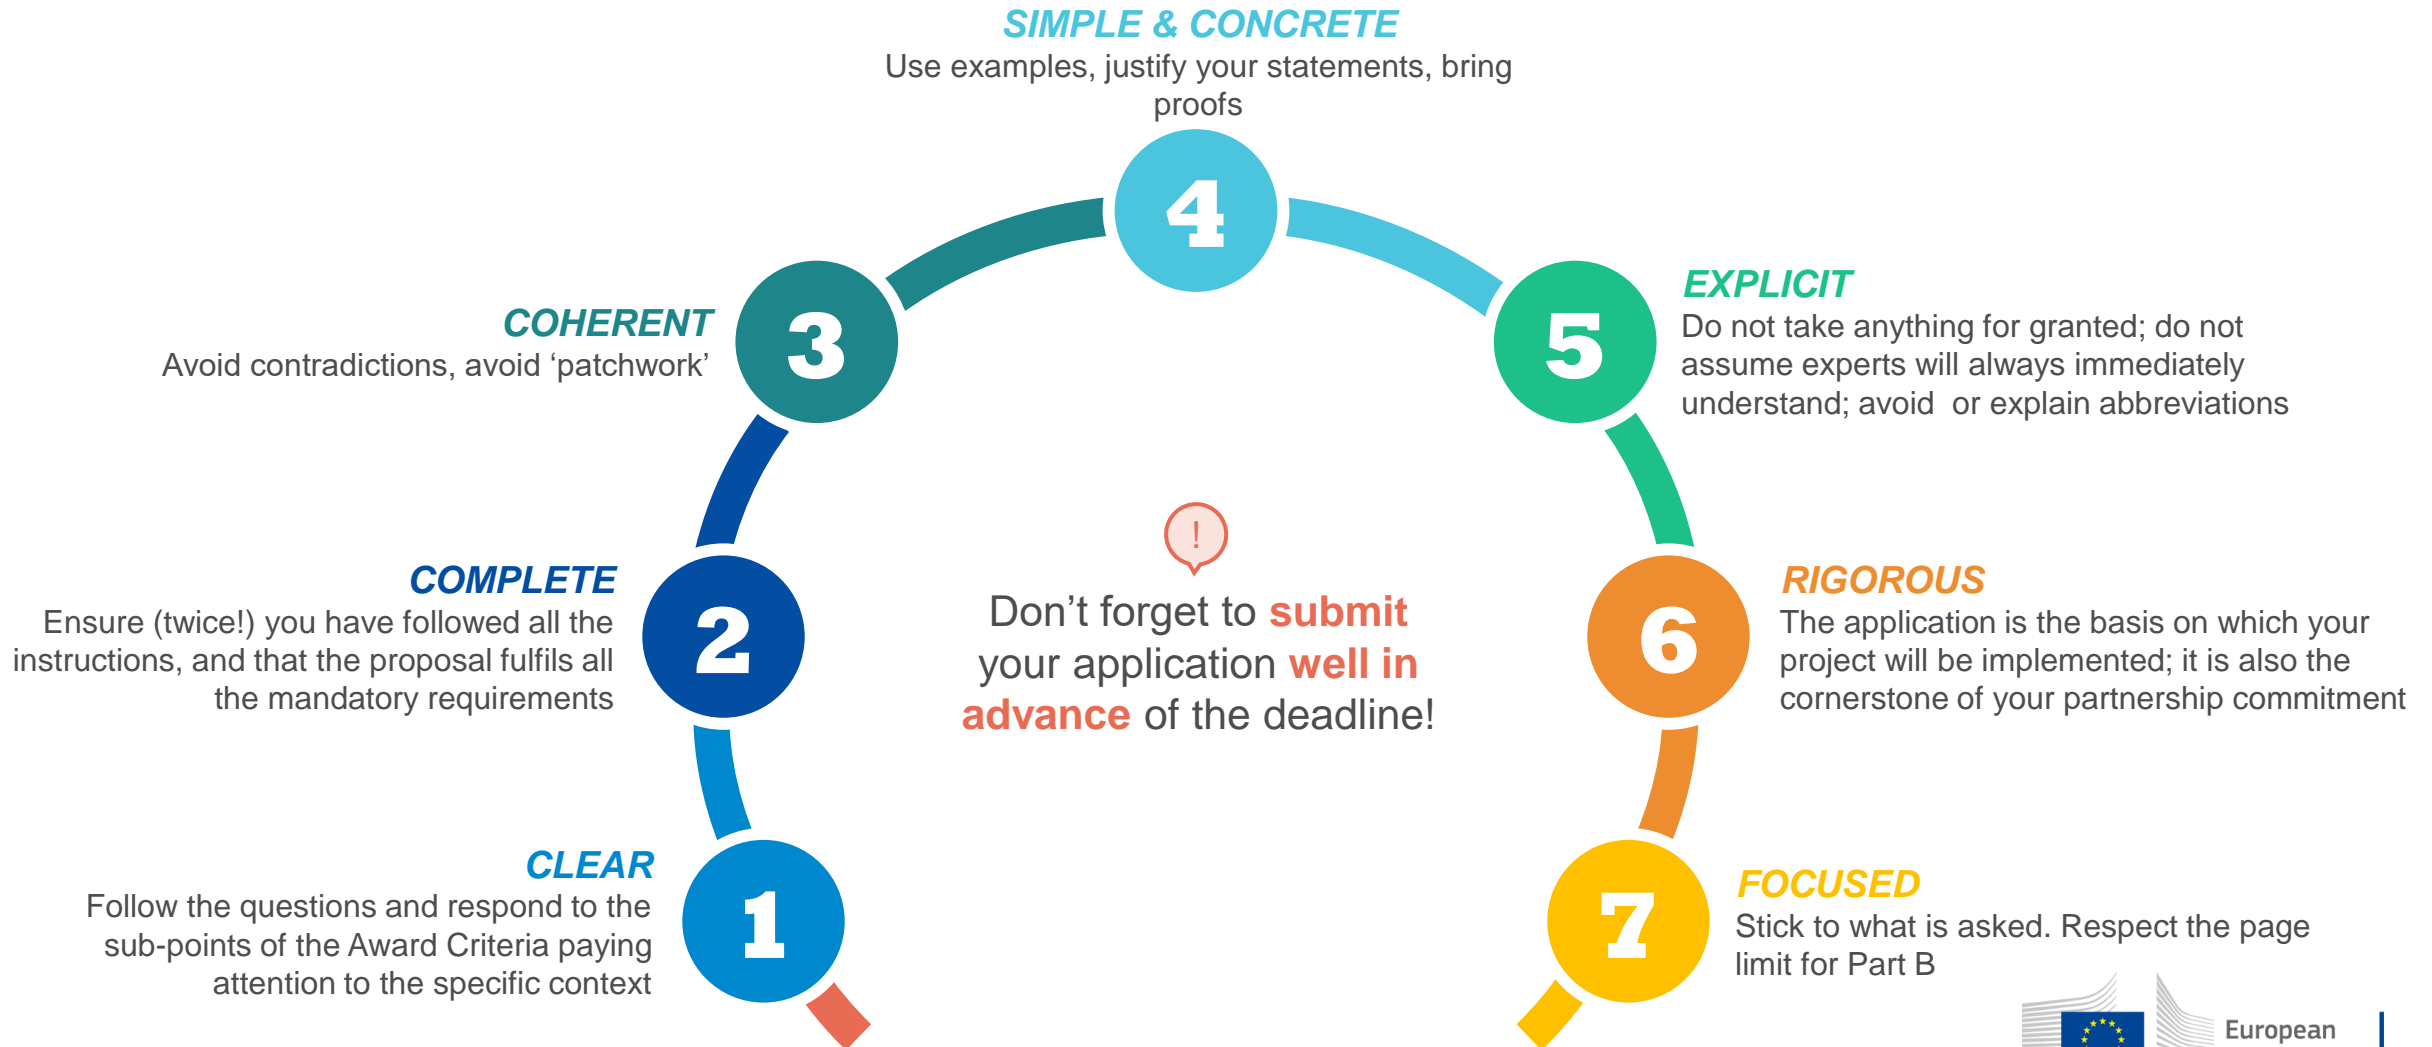 SIMPLE & CONCRETE
Use examples, justify your statements, bring
proofs
4
COHERENT
Avoid contradictions, avoid ‘patchwork’
3
5
EXPLICIT
Do not take anything for granted; do not
assume experts will always immediately
understand; avoid  or explain abbreviations
COMPLETE
Ensure (twice!) you have followed all the
instructions, and that the proposal fulfils all
the mandatory requirements
2
!
Don’t forget to submit
your application well in
advance of the deadline!
6
RIGOROUS
The application is the basis on which your
project will be implemented; it is also the
cornerstone of your partnership commitment
CLEAR
Follow the questions and respond to the
sub-points of the Award Criteria paying
attention to the specific context
1
7
FOCUSED
Stick to what is asked. Respect the page
limit for Part B
European